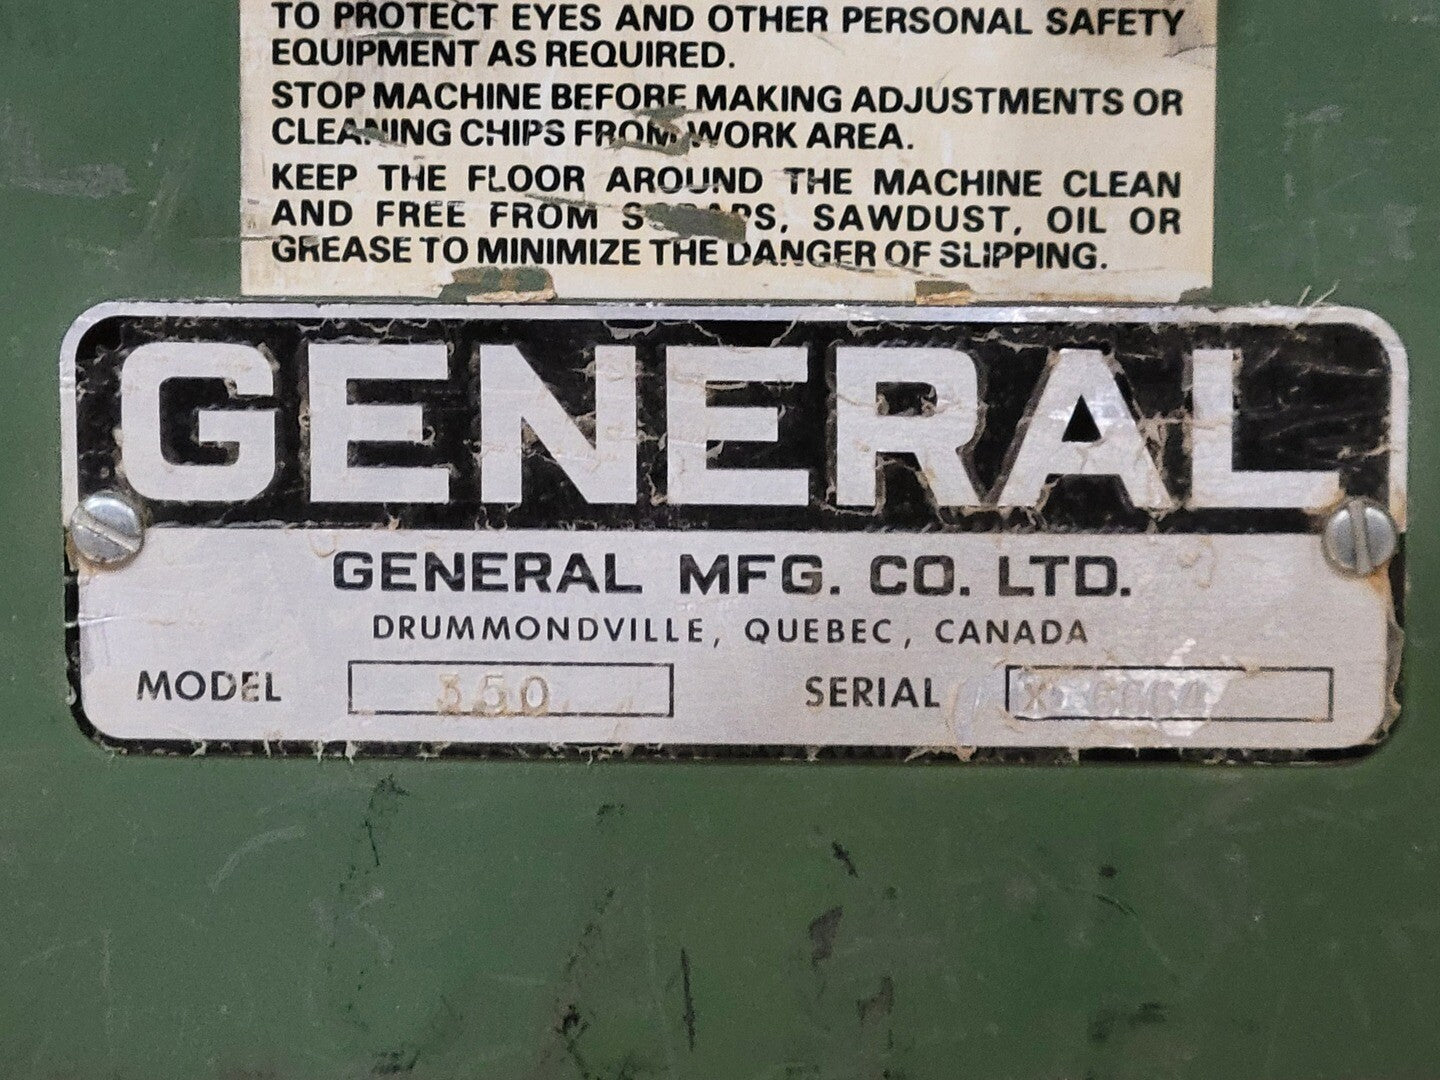 TO PROTECT EYES AND OTHER PERSONAL SAFETY
EQUIPMENT AS REQUIRED.
STOP MACHINE BEFORE MAKING ADJUSTMENTS OR
CLEANING CHIPS FROM WORK AREA.
KEEP THE FLOOR AROUND THE MACHINE CLEAN
AND FREE FROM SCRAPS, SAWDUST, OIL OR
GREASE TO MINIMIZE THE DANGER OF SLIPPING.
GENERAL
GENERAL MFG. CO. LTD.
DRUMMONDVILLE, QUEBEC, CANADA
MODEL 350 SERIAL